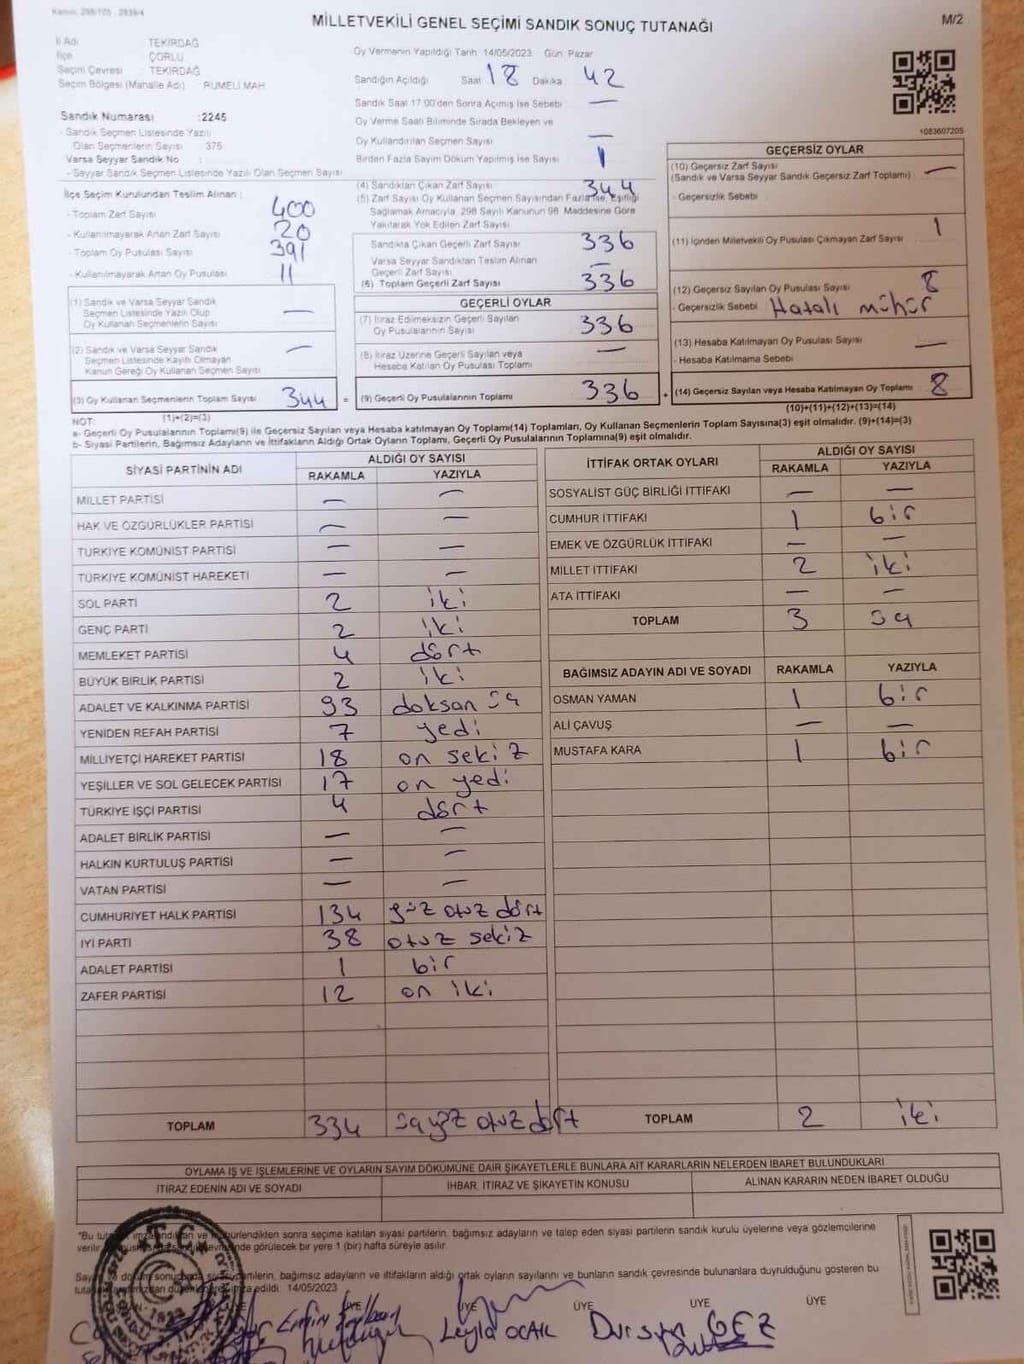 MİLLETVEKİLİ GENEL SEÇİMİ SANDIK SONUÇ TUTANAĞI
M/2
İl Adı TEKİRDAĞ
İlçe ÇORLU
Seçim Çevresi TEKİRDAĞ
Seçim Bölgesi (Mahalle Adı) RUMELİ MAH
Sandık Numarası :2245
- Sandık Seçmen Listesinde Yazılı
Olan Seçmenlerin Sayısı 375
Varsa Seyyar Sandık No :
- Seyyar Sandık Seçmen Listesinde Yazılı Olan Seçmen Sayısı
İlçe Seçim Kurulundan Teslim Alınan :
- Toplam Zarf Sayısı 400
- Kullanılmayarak Artan Zarf Sayısı 20
- Toplam Oy Pusulası Sayısı 391
- Kullanılmayarak Artan Oy Pusulası 11
(1) Sandık ve Varsa Seyyar Sandık
Seçmen Listesinde Yazılı Olup
Oy Kullanan Seçmenlerin Sayısı —
(2) Sandık ve Varsa Seyyar Sandık
Seçmen Listesinde Kayıtlı Olmayan
Kanun Gereği Oy Kullanan Seçmen Sayısı —
(3) Oy Kullanan Seçmenlerin Toplam Sayısı 344 =
(1)+(2)=(3)
Oy Vermenin Yapıldığı Tarih 14/05/2023 Gün: Pazar
Sandığın Açıldığı Saat 18 Dakika 42
Sandık Saat 17:00'den Sonra Açılmış İse Sebebi —
Oy Verme Saati Bitiminde Sırada Bekleyen ve
Oy Kullandırılan Seçmen Sayısı —
Birden Fazla Sayım Döküm Yapılmış İse Sayısı 1
(4) Sandıktan Çıkan Zarf Sayısı 344
(5) Zarf Sayısı Oy Kullanan Seçmen Sayısından Fazla İse, Eşitliği
Sağlamak Amacıyla, 298 Sayılı Kanunun 98. Maddesine Göre
Yakılarak Yok Edilen Zarf Sayısı
Sandıkta Çıkan Geçerli Zarf Sayısı 336
Varsa Seyyar Sandıktan Teslim Alınan
Geçerli Zarf Sayısı —
(6) Toplam Geçerli Zarf Sayısı 336
GEÇERLİ OYLAR
(7) İtiraz Edilmeksizin Geçerli Sayılan
Oy Pusulalarının Sayısı 336
(8) İtiraz Üzerine Geçerli Sayılan veya
Hesaba Katılan Oy Pusulası Toplamı —
(9) Geçerli Oy Pusulalarının Toplamı 336 +
1083607205
GEÇERSİZ OYLAR
(10) Geçersiz Zarf Sayısı
(Sandık ve Varsa Seyyar Sandık Geçersiz Zarf Toplamı) —
- Geçersizlik Sebebi
(11) İçinden Milletvekili Oy Pusulası Çıkmayan Zarf Sayısı 1
(12) Geçersiz Sayılan Oy Pusulası Sayısı 8
- Geçersizlik Sebebi Hatalı mühür
(13) Hesaba Katılmayan Oy Pusulası Sayısı —
- Hesaba Katılmama Sebebi
(14) Geçersiz Sayılan veya Hesaba Katılmayan Oy Toplamı 8
(10)+(11)+(12)+(13)=(14)
NOT:
a- Geçerli Oy Pusulalarının Toplamı(9) ile Geçersiz Sayılan veya Hesaba katılmayan Oy Toplamı(14) Toplamları, Oy Kullanan Seçmenlerin Toplam Sayısına(3) eşit olmalıdır. (9)+(14)=(3)
b- Siyasi Partilerin, Bağımsız Adayların ve İttifakların Aldığı Ortak Oyların Toplamı, Geçerli Oy Pusulalarının Toplamına(9) eşit olmalıdır.
SİYASİ PARTİNİN ADI ALDIĞI OY SAYISI
RAKAMLA YAZIYLA
MİLLET PARTİSİ — —
HAK VE ÖZGÜRLÜKLER PARTİSİ — —
TÜRKİYE KOMÜNİST PARTİSİ — —
TÜRKİYE KOMÜNİST HAREKETİ — —
SOL PARTİ 2 iki
GENÇ PARTİ 2 iki
MEMLEKET PARTİSİ 4 dört
BÜYÜK BİRLİK PARTİSİ 2 iki
ADALET VE KALKINMA PARTİSİ 93 doksan üç
YENİDEN REFAH PARTİSİ 7 yedi
MİLLİYETÇİ HAREKET PARTİSİ 18 on sekiz
YEŞİLLER VE SOL GELECEK PARTİSİ 17 on yedi
TÜRKİYE İŞÇİ PARTİSİ 4 dört
ADALET BİRLİK PARTİSİ — —
HALKIN KURTULUŞ PARTİSİ — —
VATAN PARTİSİ — —
CUMHURİYET HALK PARTİSİ 134 yüz otuz dört
İYİ PARTİ 38 otuz sekiz
ADALET PARTİSİ 1 bir
ZAFER PARTİSİ 12 on iki
TOPLAM 334 üçyüz otuz dört
İTTİFAK ORTAK OYLARI ALDIĞI OY SAYISI
RAKAMLA YAZIYLA
SOSYALİST GÜÇ BİRLİĞİ İTTİFAKI — —
CUMHUR İTTİFAKI 1 bir
EMEK VE ÖZGÜRLÜK İTTİFAKI — —
MİLLET İTTİFAKI 2 iki
ATA İTTİFAKI — —
TOPLAM 3 üç
BAĞIMSIZ ADAYIN ADI VE SOYADI RAKAMLA YAZIYLA
OSMAN YAMAN 1 bir
ALİ ÇAVUŞ — —
MUSTAFA KARA 1 bir
TOPLAM 2 iki
OYLAMA İŞ VE İŞLEMLERİNE VE OYLARIN SAYIM DÖKÜMÜNE DAİR ŞİKAYETLERLE BUNLARA AİT KARARLARIN NELERDEN İBARET BULUNDUKLARI
İTİRAZ EDENİN ADI VE SOYADI İHBAR, İTİRAZ VE ŞİKAYETİN KONUSU ALINAN KARARIN NEDEN İBARET OLDUĞU
*Bu ve mühürlendikten sonra seçime katılan siyasi partilerin, bağımsız adayların ve talep eden siyasi partilerin sandık kurulu üyelerine veya gözlemcilerine
görülecek bir yere 1 (bir) hafta süreyle asılır.
partilerin, bağımsız adayların ve ittifakların aldığı ortak oyların sayılarını ve bunların sandık çevresinde bulunanlara duyrulduğunu gösteren bu
edildi. 14/05/2023
ÜYE ÜYE ÜYE ÜYE ÜYE
Leyla OCAK Dursun GEZ
T.C.